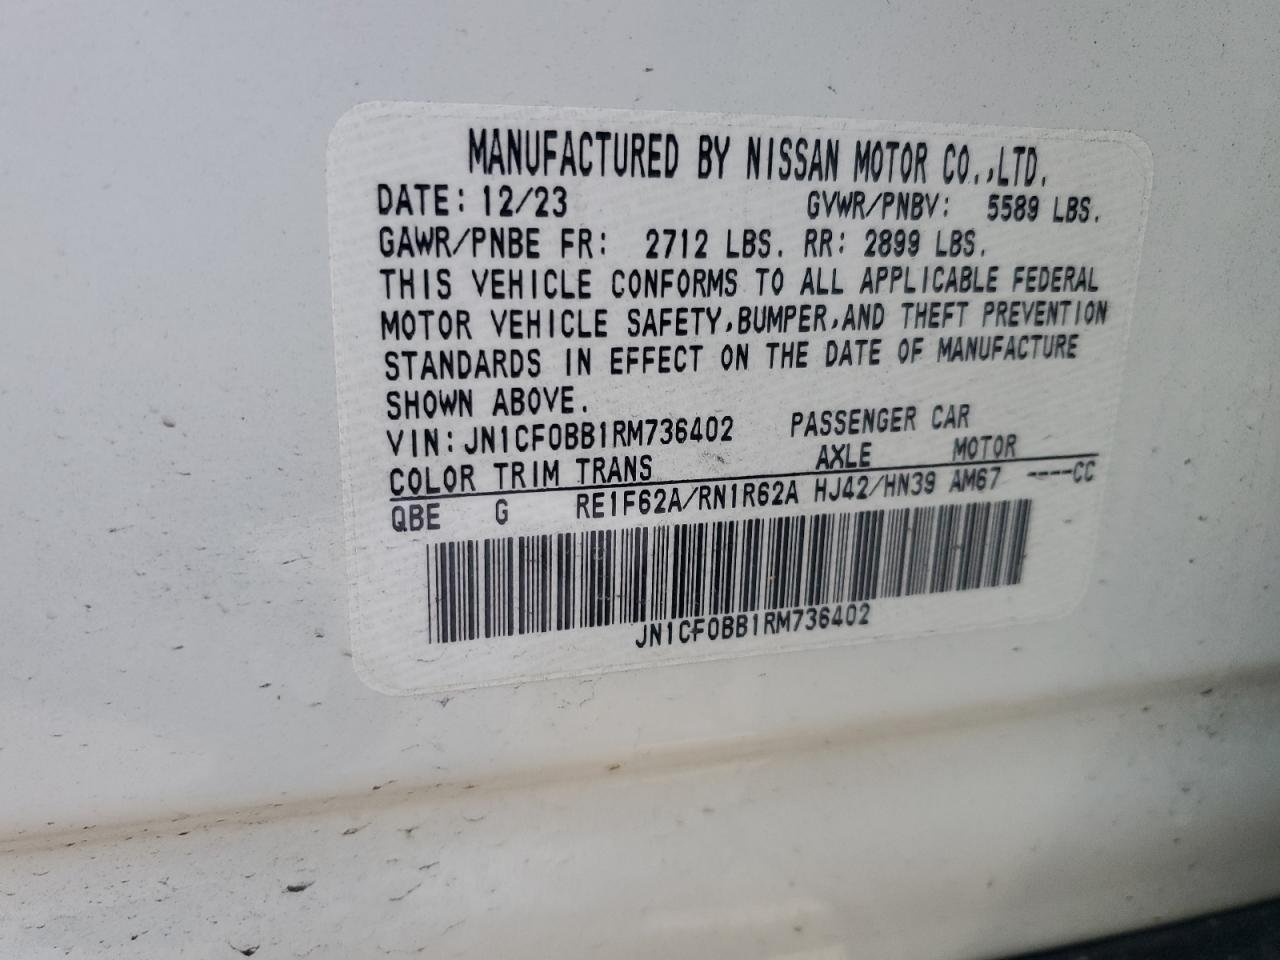 MANUFACTURED BY NISSAN MOTOR CO.,LTD.
DATE: 12/23 GVWR/PNBV: 5589 LBS.
GAWR/PNBE FR: 2712 LBS. RR: 2899 LBS.
THIS VEHICLE CONFORMS TO ALL APPLICABLE FEDERAL
MOTOR VEHICLE SAFETY,BUMPER,AND THEFT PREVENTION
STANDARDS IN EFFECT ON THE DATE OF MANUFACTURE
SHOWN ABOVE.
VIN:JN1CF0BB1RM736402 PASSENGER CAR
COLOR TRIM TRANS AXLE MOTOR
QBE G RE1F62A/RN1R62A HJ42/HN39 AM67 ----CC
JN1CF0BB1RM736402